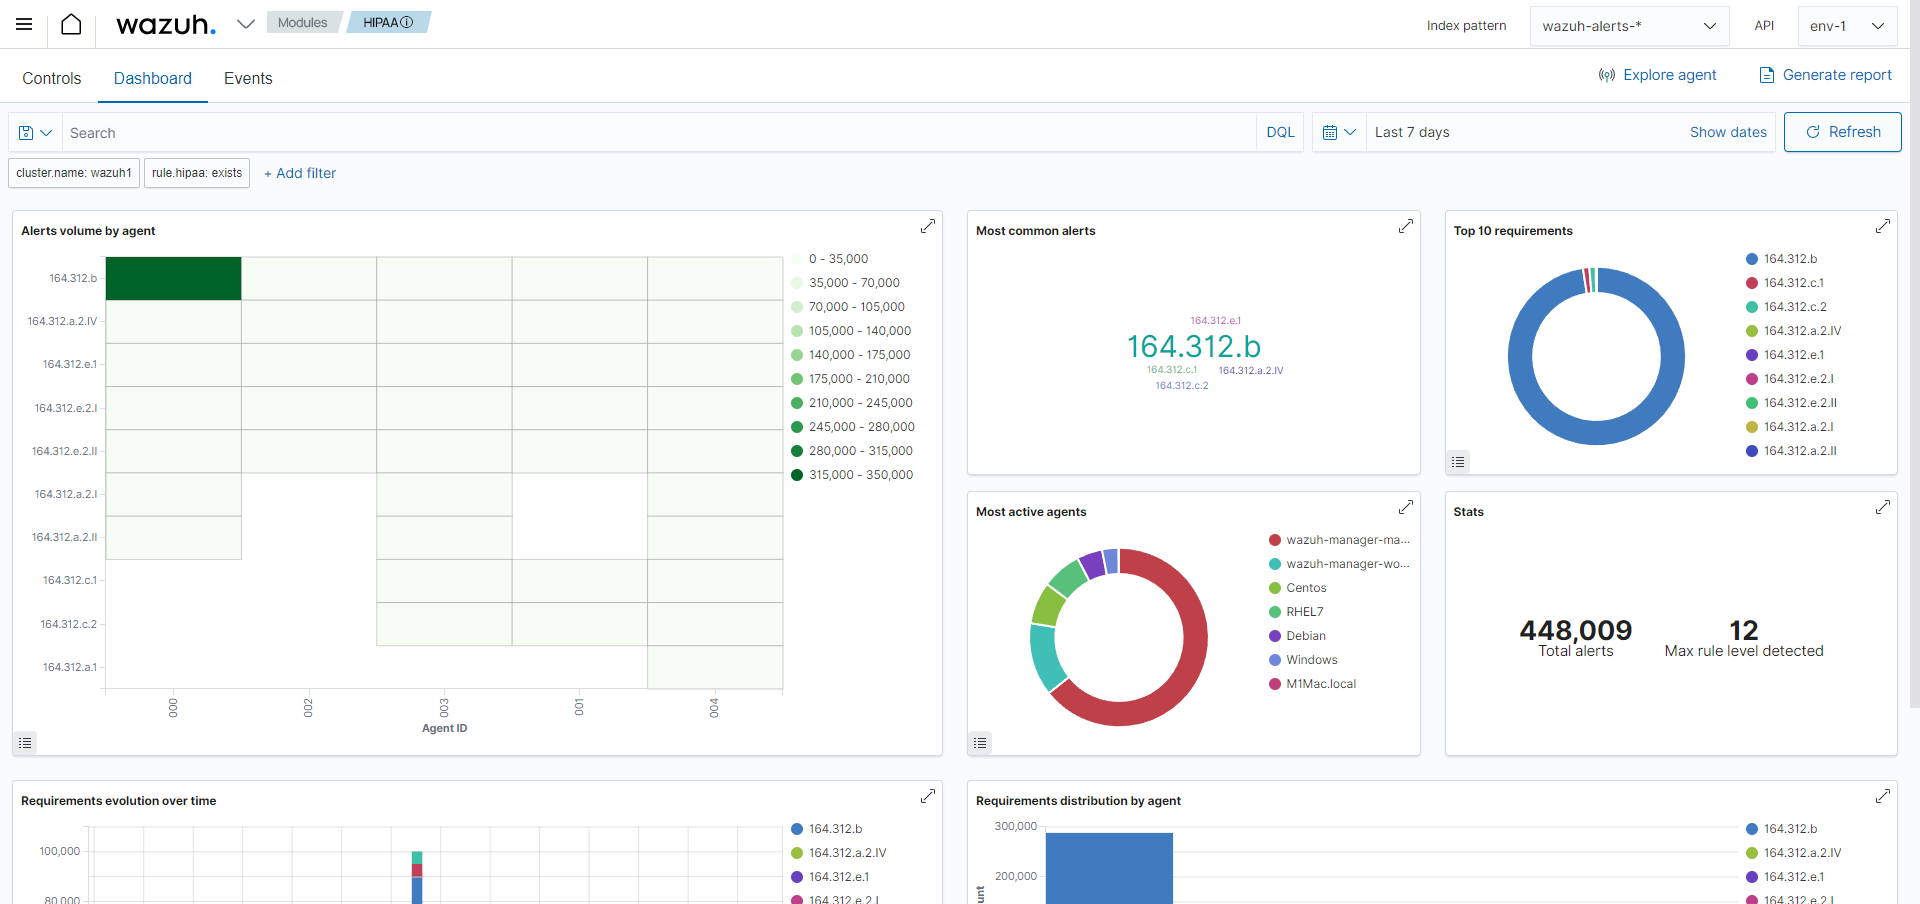 wazuh.
Modules
HIPAA
Index pattern
wazuh-alerts-*
API
env-1
Controls
Dashboard
Events
Explore agent
Generate report
Search
DQL
Last 7 days
Show dates
Refresh
cluster.name: wazuh1
rule.hipaa: exists
+ Add filter
Alerts volume by agent
164.312.b
164.312.a.2.IV
164.312.e.1
164.312.e.2.I
164.312.e.2.II
164.312.a.2.I
164.312.a.2.II
164.312.c.1
164.312.c.2
164.312.a.1
000
002
003
001
004
Agent ID
0 - 35,000
35,000 - 70,000
70,000 - 105,000
105,000 - 140,000
140,000 - 175,000
175,000 - 210,000
210,000 - 245,000
245,000 - 280,000
280,000 - 315,000
315,000 - 350,000
Most common alerts
164.312.e.1
164.312.b
164.312.c.1
164.312.a.2.IV
164.312.c.2
Top 10 requirements
164.312.b
164.312.c.1
164.312.c.2
164.312.a.2.IV
164.312.e.1
164.312.e.2.I
164.312.e.2.II
164.312.a.2.I
164.312.a.2.II
Most active agents
wazuh-manager-ma...
wazuh-manager-wo...
Centos
RHEL7
Debian
Windows
M1Mac.local
Stats
448,009
Total alerts
12
Max rule level detected
Requirements evolution over time
100,000
80,000
164.312.b
164.312.a.2.IV
164.312.e.1
164.312.e.2.I
Requirements distribution by agent
300,000
200,000
164.312.b
164.312.a.2.IV
164.312.e.1
164.312.e.2.I